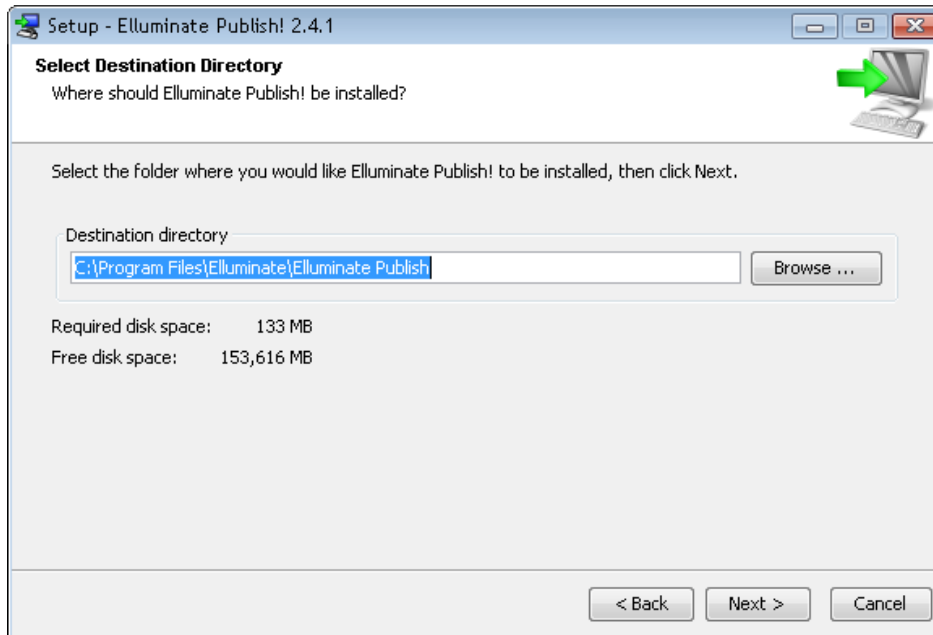 Setup - Elluminate Publish! 2.4.1
Select Destination Directory
Where should Elluminate Publish! be installed?
Select the folder where you would like Elluminate Publish! to be installed, then click Next.
Destination directory
C:\Program Files\Elluminate\Elluminate Publish
Browse ...
Required disk space: 133 MB
Free disk space: 153,616 MB
< Back Next > Cancel